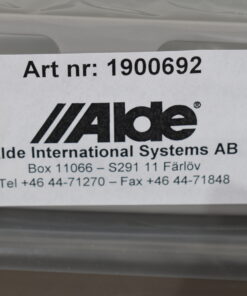 Art nr: 1900692
Alde®
Alde International Systems AB
Box 11066 – S291 11 Färlöv
Tel +46 44-71270 – Fax +46 44-71848